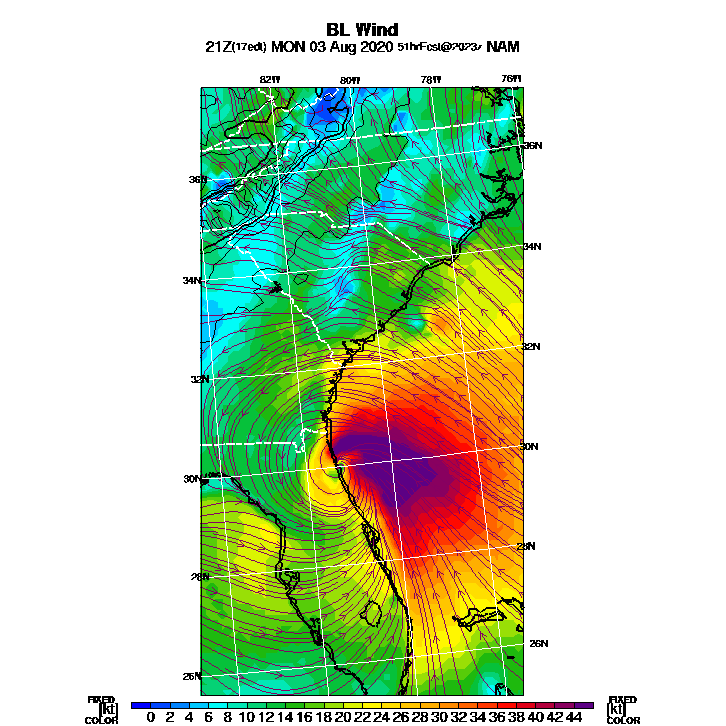 BL Wind
21Z(17edt) MON 03 Aug 2020 51hrFcst@2023z NAM
82W 80W 78W 76W
36N
36N
34N
34N
32N
32N
30N
30N
28N
28N
26N
26N
FIXED FIXED
[kt] 0 2 4 6 8 10 12 14 16 18 20 22 24 26 28 30 32 34 36 38 40 42 44 [kt]
COLOR COLOR